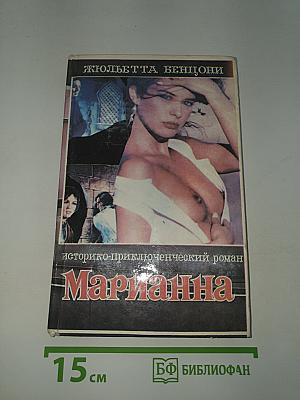 ЖЮЛЬЕТТА БЕНЦОНИ
историко-приключенческий роман
Марианна
15 см
БФ БИБЛИОФАН